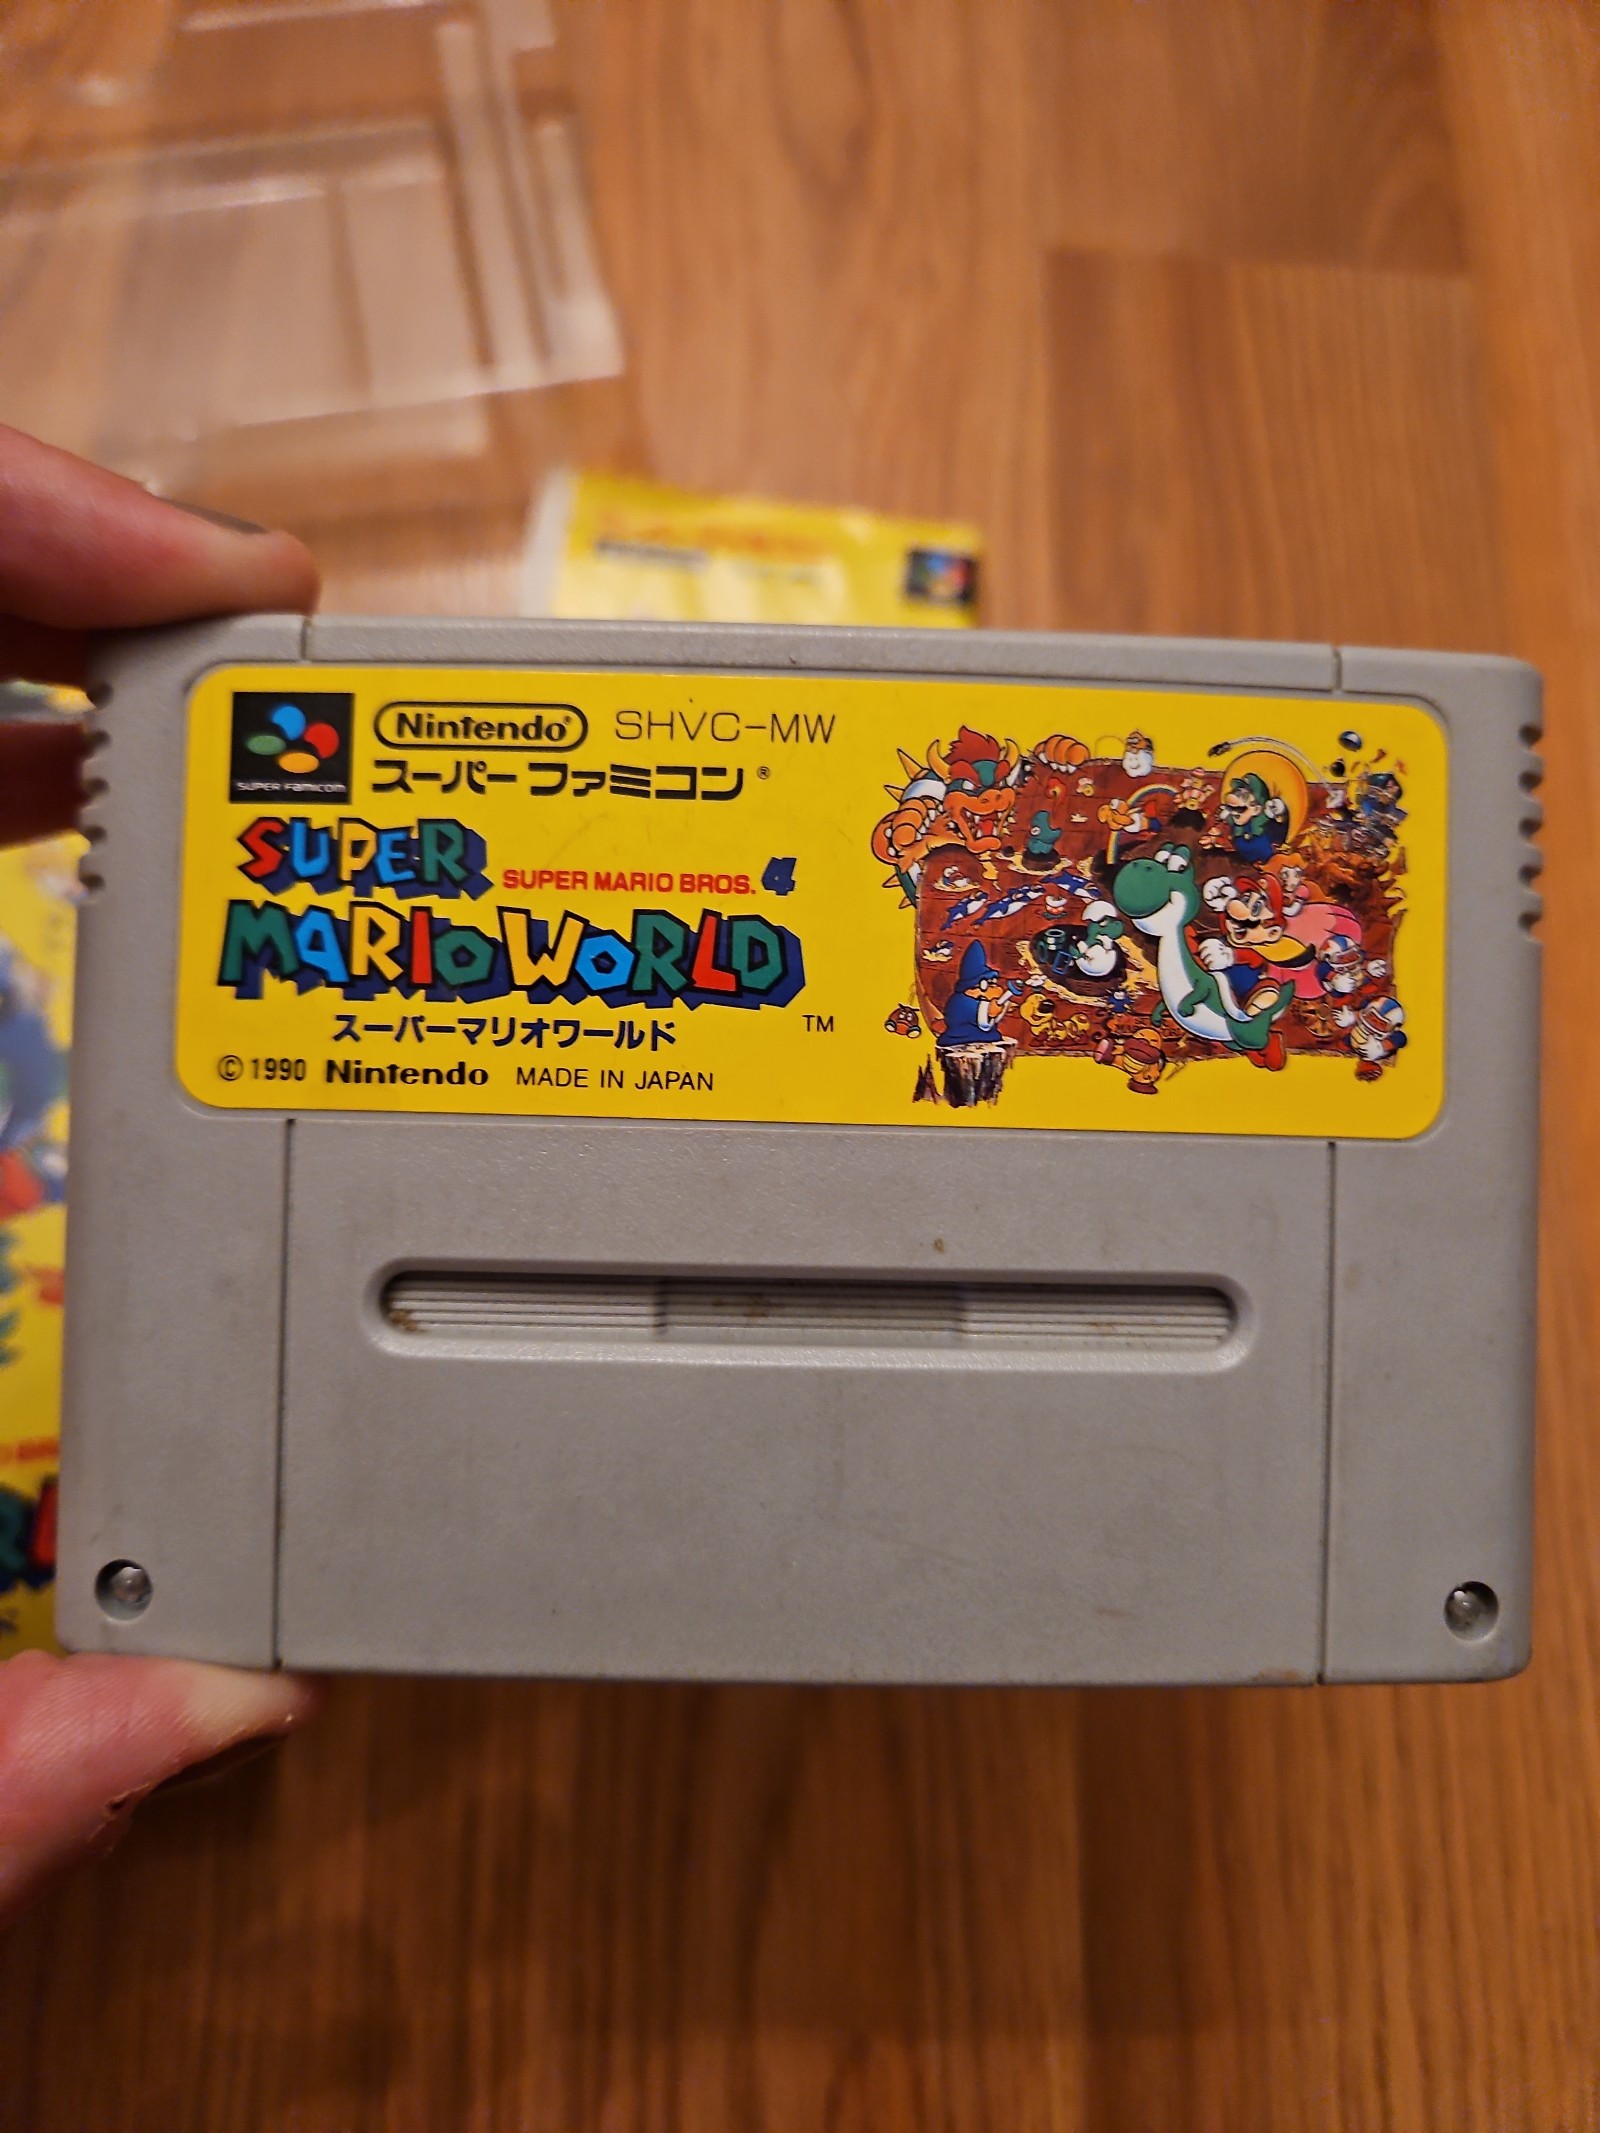 SUPER FAMICOM
Nintendo® SHVC-MW
スーパーファミコン®
SUPER
SUPER MARIO BROS. 4
MARIO WORLD
スーパーマリオワールド TM
© 1990 Nintendo MADE IN JAPAN